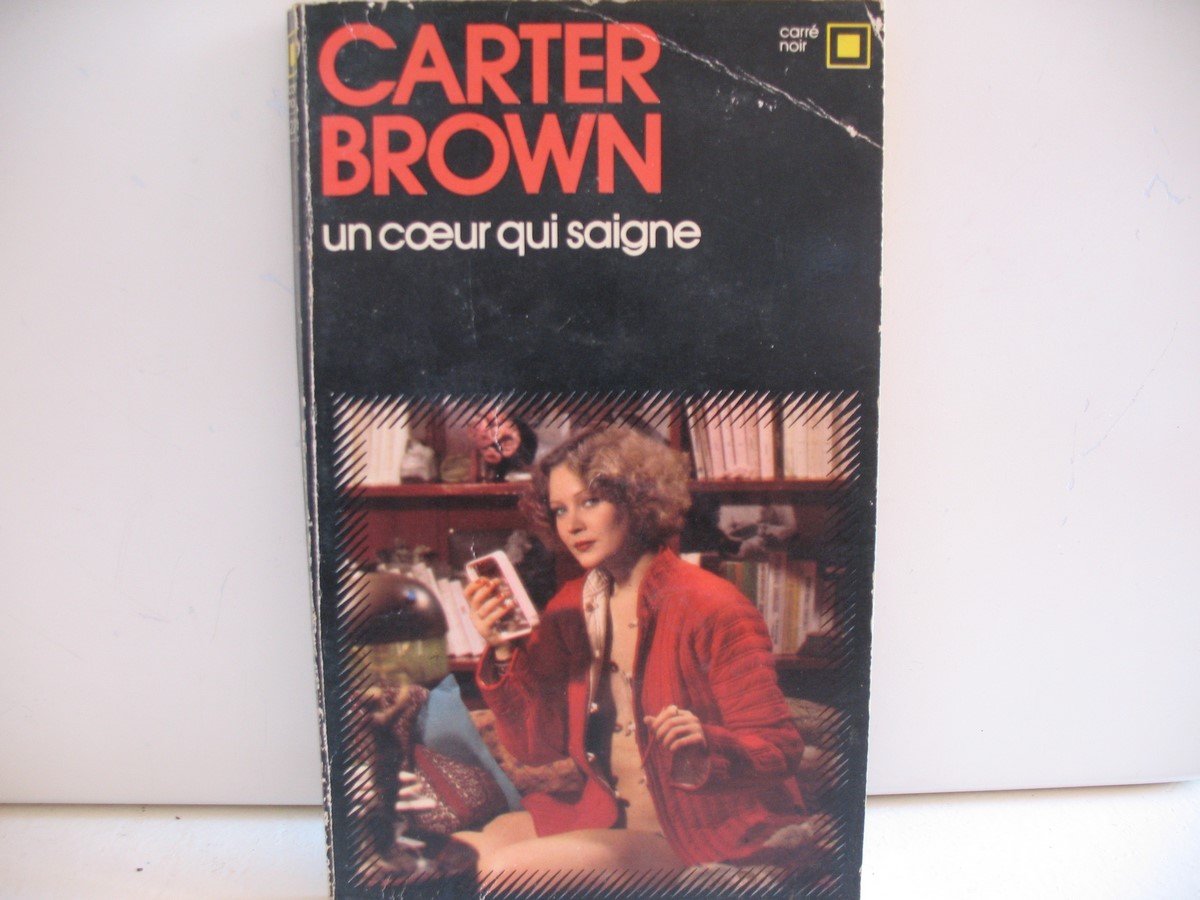 CARTER
BROWN
un cœur qui saigne
carré
noir